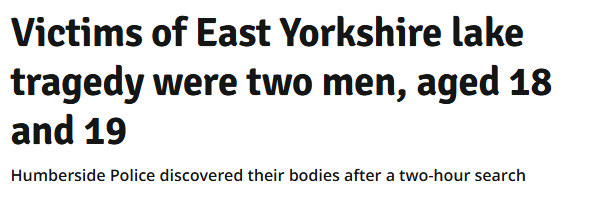 Victims of East Yorkshire lake
tragedy were two men, aged 18
and 19
Humberside Police discovered their bodies after a two-hour search